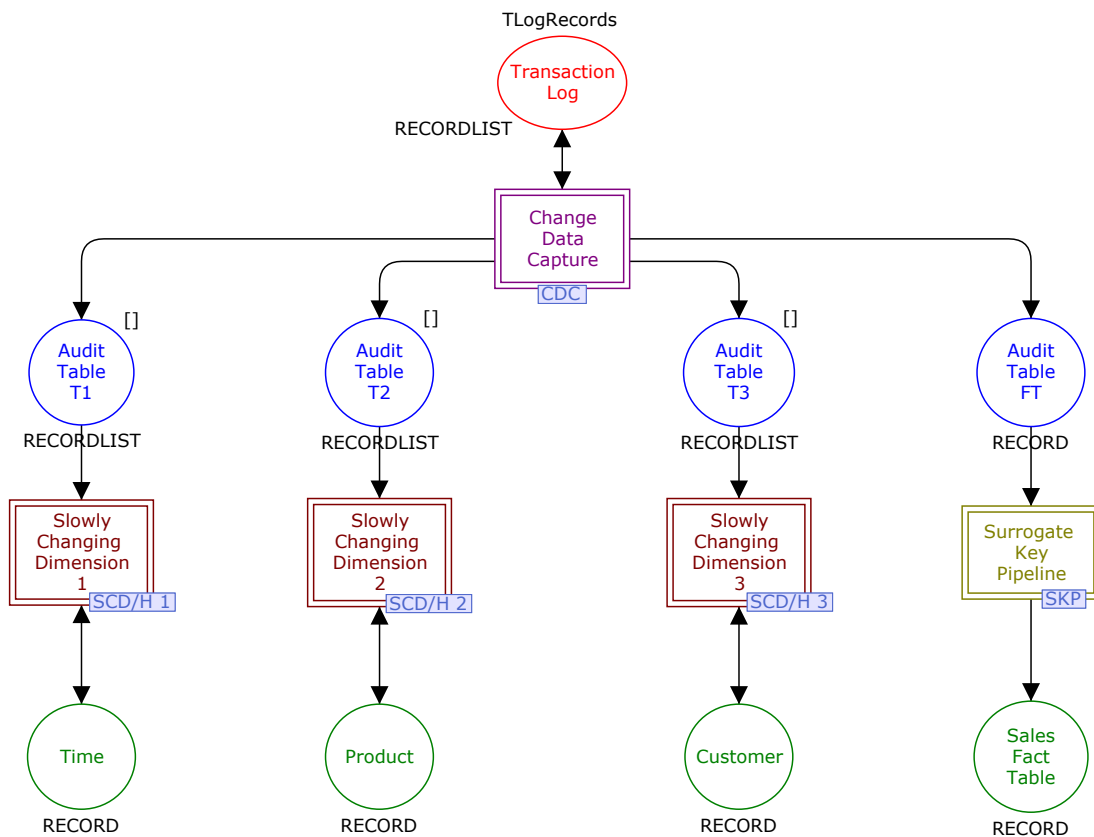 TLogRecords
Transaction
Log
RECORDLIST
Change
Data
Capture
CDC
[]
[]
[]
Audit
Table
T1
Audit
Table
T2
Audit
Table
T3
Audit
Table
FT
RECORDLIST
RECORDLIST
RECORDLIST
RECORD
Slowly
Changing
Dimension
1
SCD/H 1
Slowly
Changing
Dimension
2
SCD/H 2
Slowly
Changing
Dimension
3
SCD/H 3
Surrogate
Key
Pipeline
SKP
Time
Product
Customer
Sales
Fact
Table
RECORD
RECORD
RECORD
RECORD